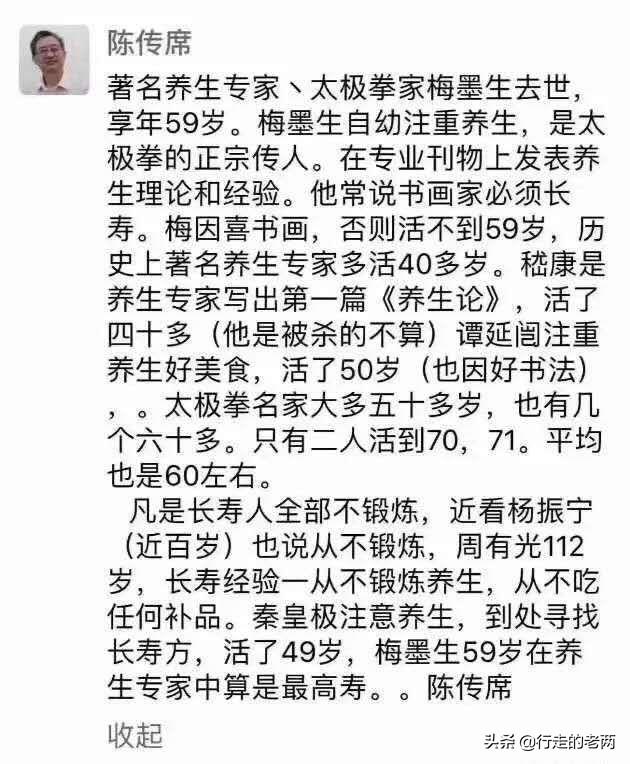 陈传席
著名养生专家丶太极拳家梅墨生去世，
享年59岁。梅墨生自幼注重养生，是太
极拳的正宗传人。在专业刊物上发表养
生理论和经验。他常说书画家必须长
寿。梅因喜书画，否则活不到59岁，历
史上著名养生专家多活40多岁。嵇康是
养生专家写出第一篇《养生论》，活了
四十多（他是被杀的不算）谭延闿注重
养生好美食，活了50岁（也因好书法）
，。太极拳名家大多五十多岁，也有几
个六十多。只有二人活到70，71。平均
也是60左右。
凡是长寿人全部不锻炼，近看杨振宁
（近百岁）也说从不锻炼，周有光112
岁，长寿经验一从不锻炼养生，从不吃
任何补品。秦皇极注意养生，到处寻找
长寿方，活了49岁，梅墨生59岁在养
生专家中算是最高寿。。陈传席
收起
头条 @行走的老两